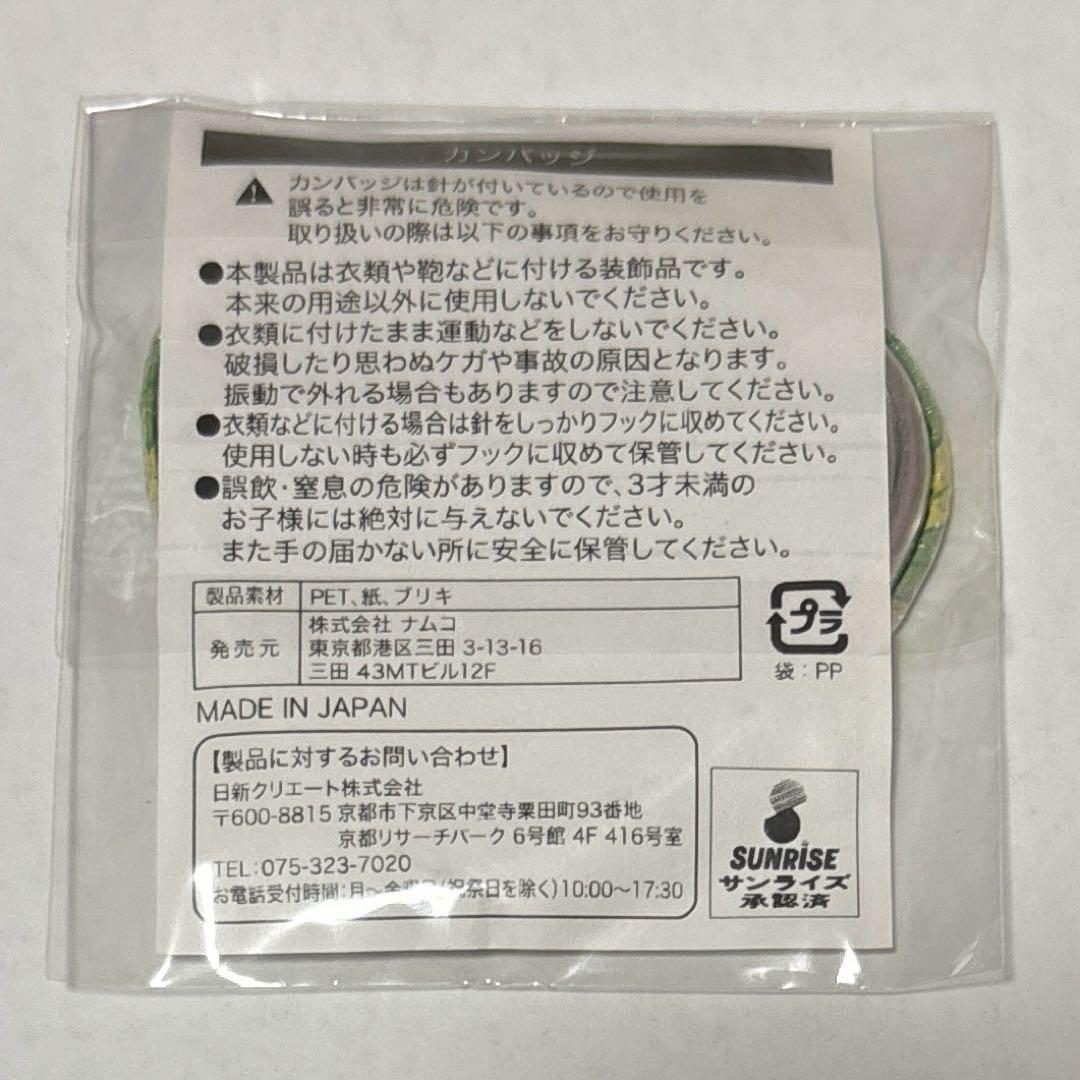 カンバッジ
カンバッジは針が付いているので使用を
誤ると非常に危険です。
取り扱いの際は以下の事項をお守りください。
●本製品は衣類や鞄などに付ける装飾品です。
本来の用途以外に使用しないでください。
●衣類に付けたまま運動などをしないでください。
破損したり思わぬケガや事故の原因となります。
振動で外れる場合もありますので注意してください。
●衣類などに付ける場合は針をしっかりフックに収めてください。
使用しない時も必ずフックに収めて保管してください。
●誤飲・窒息の危険がありますので、3才未満の
お子様には絶対に与えないでください。
また手の届かない所に安全に保管してください。
製品素材 PET、紙、ブリキ
発売元 株式会社 ナムコ
東京都港区三田 3-13-16
三田 43MTビル12F
プラ
袋:PP
MADE IN JAPAN
【製品に対するお問い合わせ】
日新クリエート株式会社
〒600-8815 京都市下京区中堂寺粟田町93番地
京都リサーチパーク 6号館 4F 416号室
TEL:075-323-7020
お電話受付時間:月〜金曜日(祝祭日を除く)10:00〜17:30
SUNRISE
サンライズ
承認済